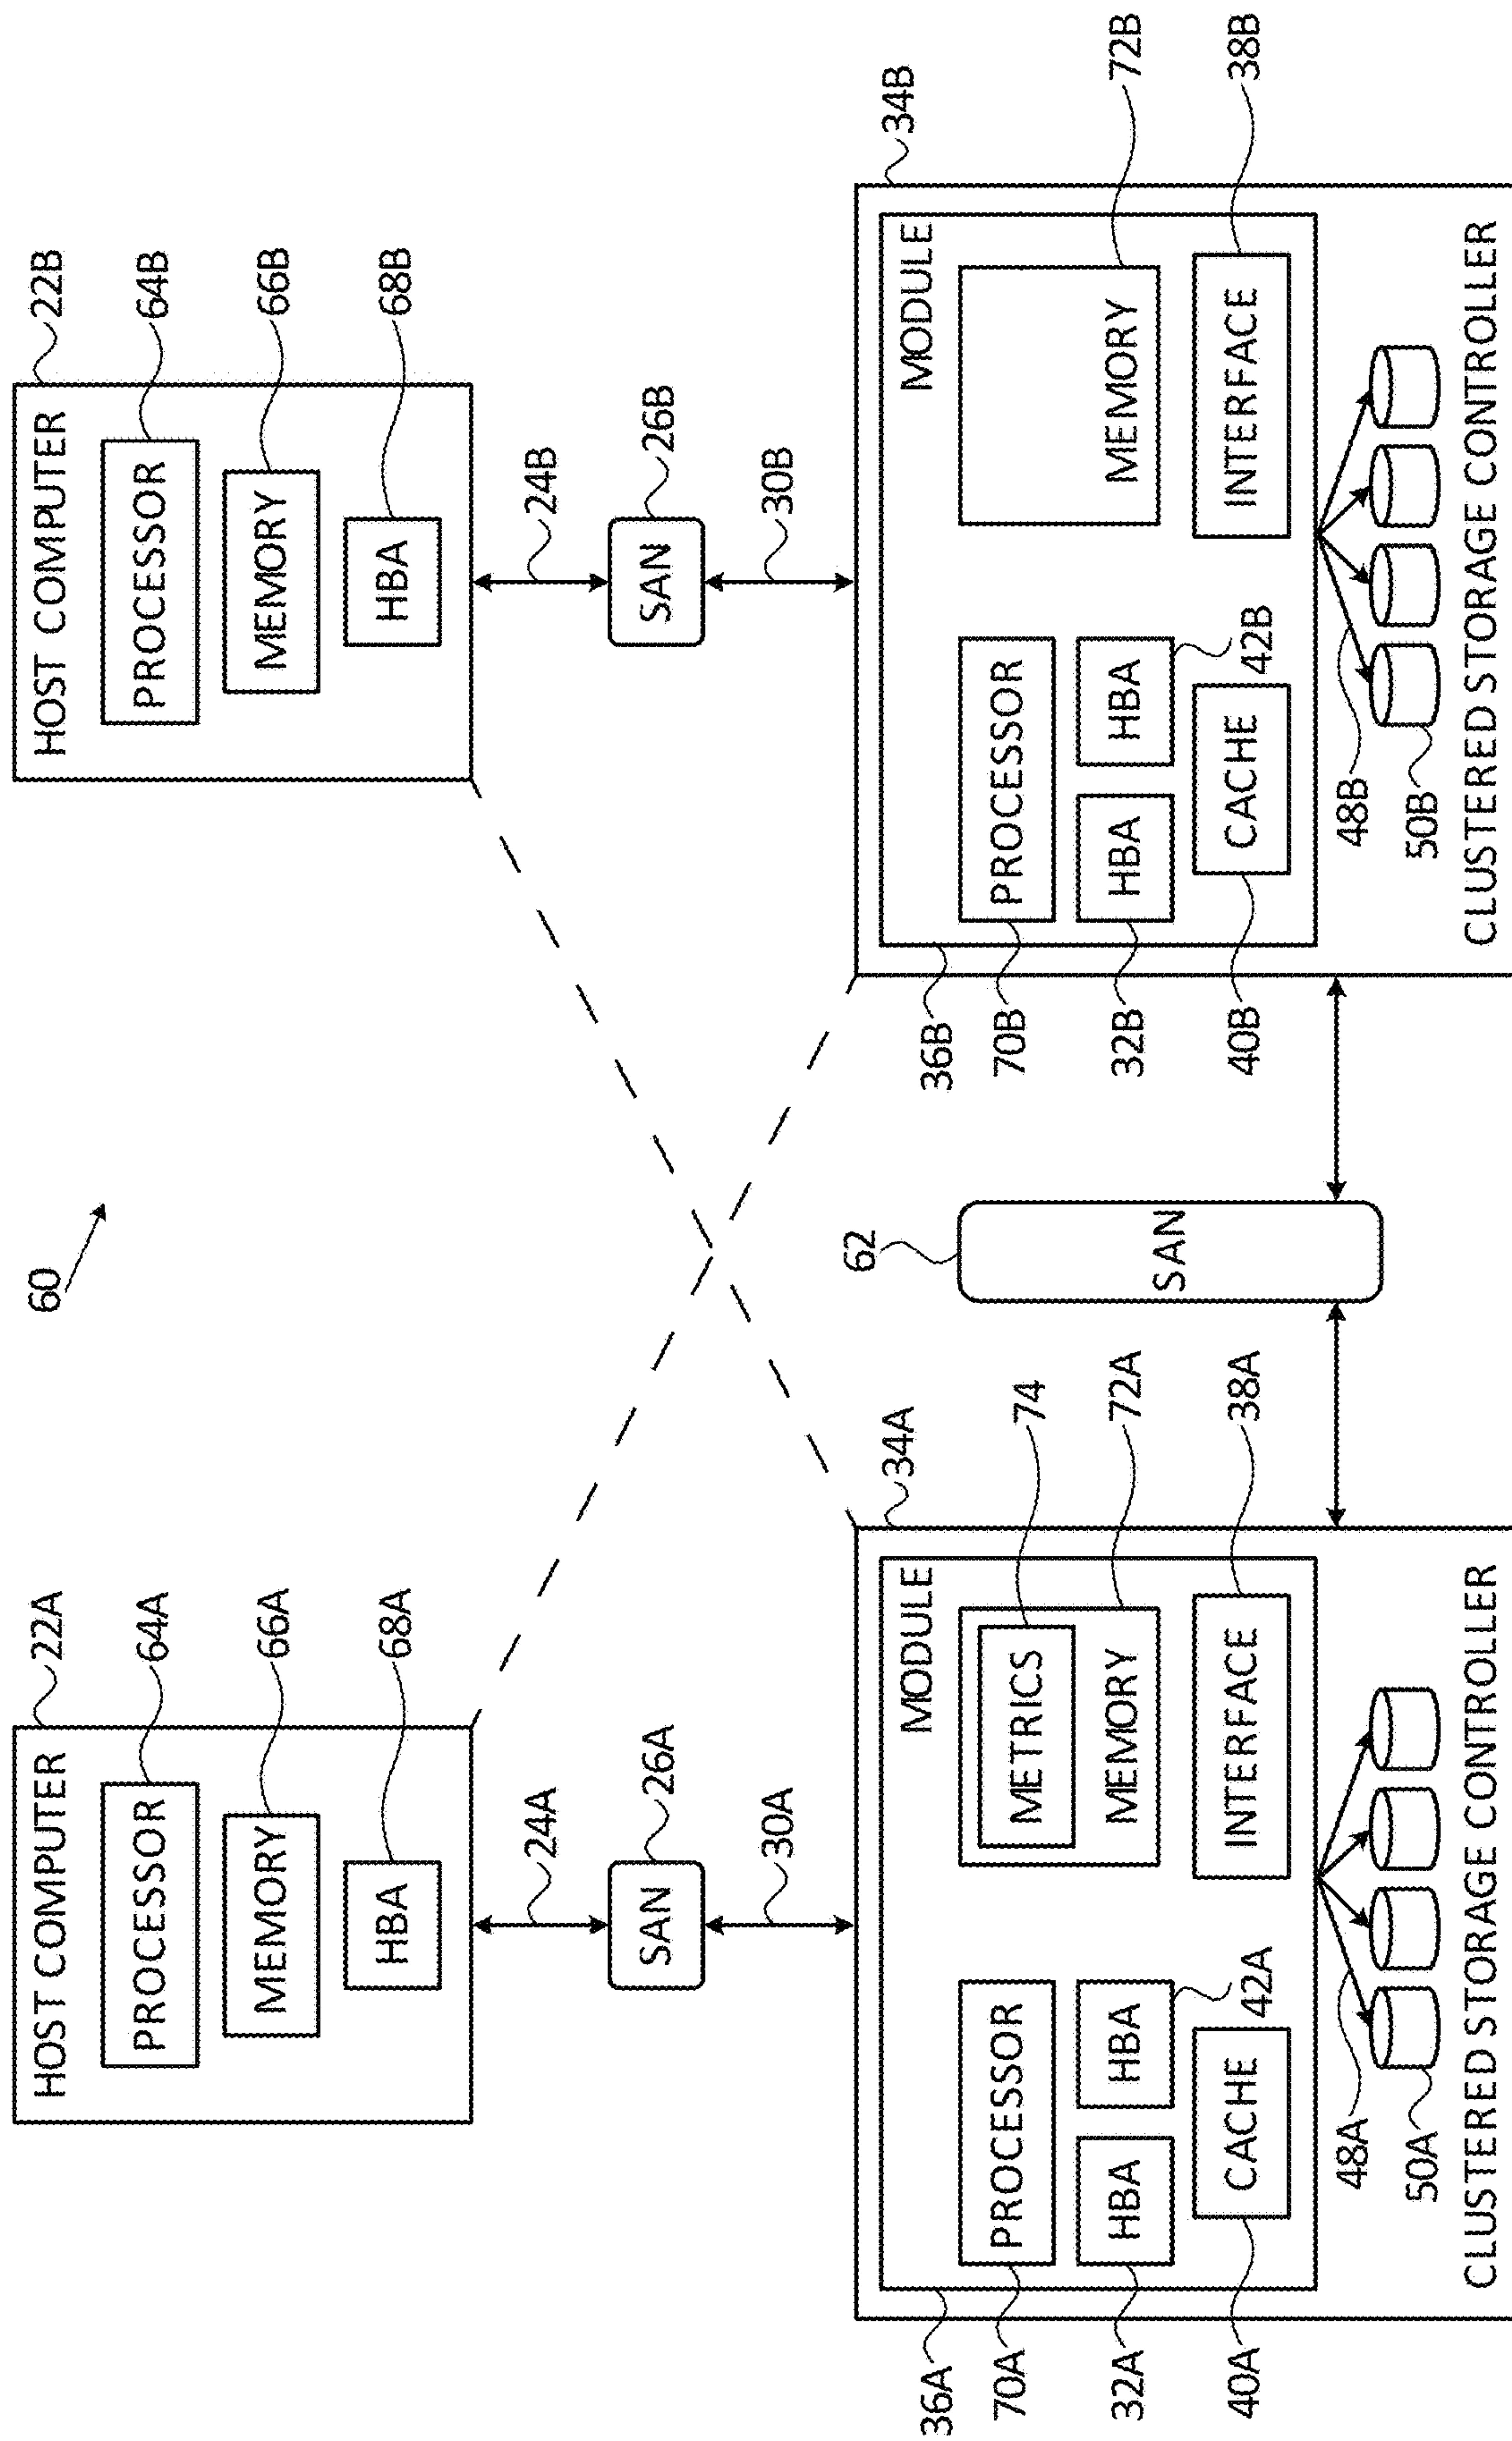 60
22A
HOST COMPUTER
PROCESSOR
64A
MEMORY
66A
HBA
68A
24A
SAN
26A
30A
34A
MODULE
36A
PROCESSOR
70A
METRICS
74
MEMORY
72A
HBA
32A
HBA
42A
CACHE
40A
INTERFACE
38A
48A
50A
CLUSTERED STORAGE CONTROLLER
62
SAN
22B
HOST COMPUTER
PROCESSOR
64B
MEMORY
66B
HBA
68B
24B
SAN
26B
30B
34B
MODULE
36B
PROCESSOR
70B
MEMORY
72B
HBA
32B
HBA
42B
CACHE
40B
INTERFACE
38B
48B
50B
CLUSTERED STORAGE CONTROLLER